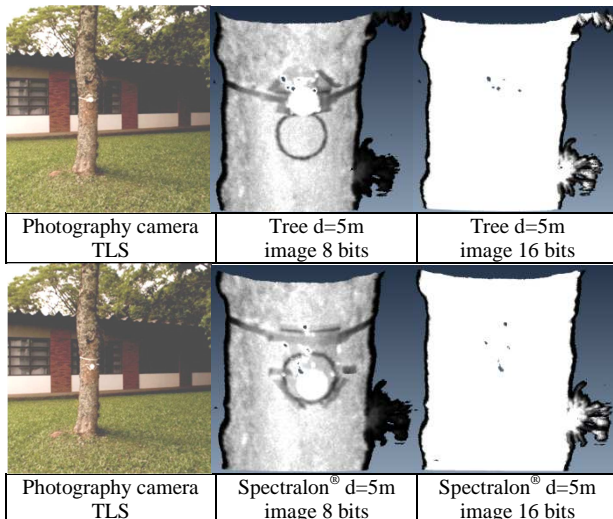 Photography camera
TLS
Tree d=5m
image 8 bits
Tree d=5m
image 16 bits
Photography camera
TLS
Spectralon® d=5m
image 8 bits
Spectralon® d=5m
image 16 bits